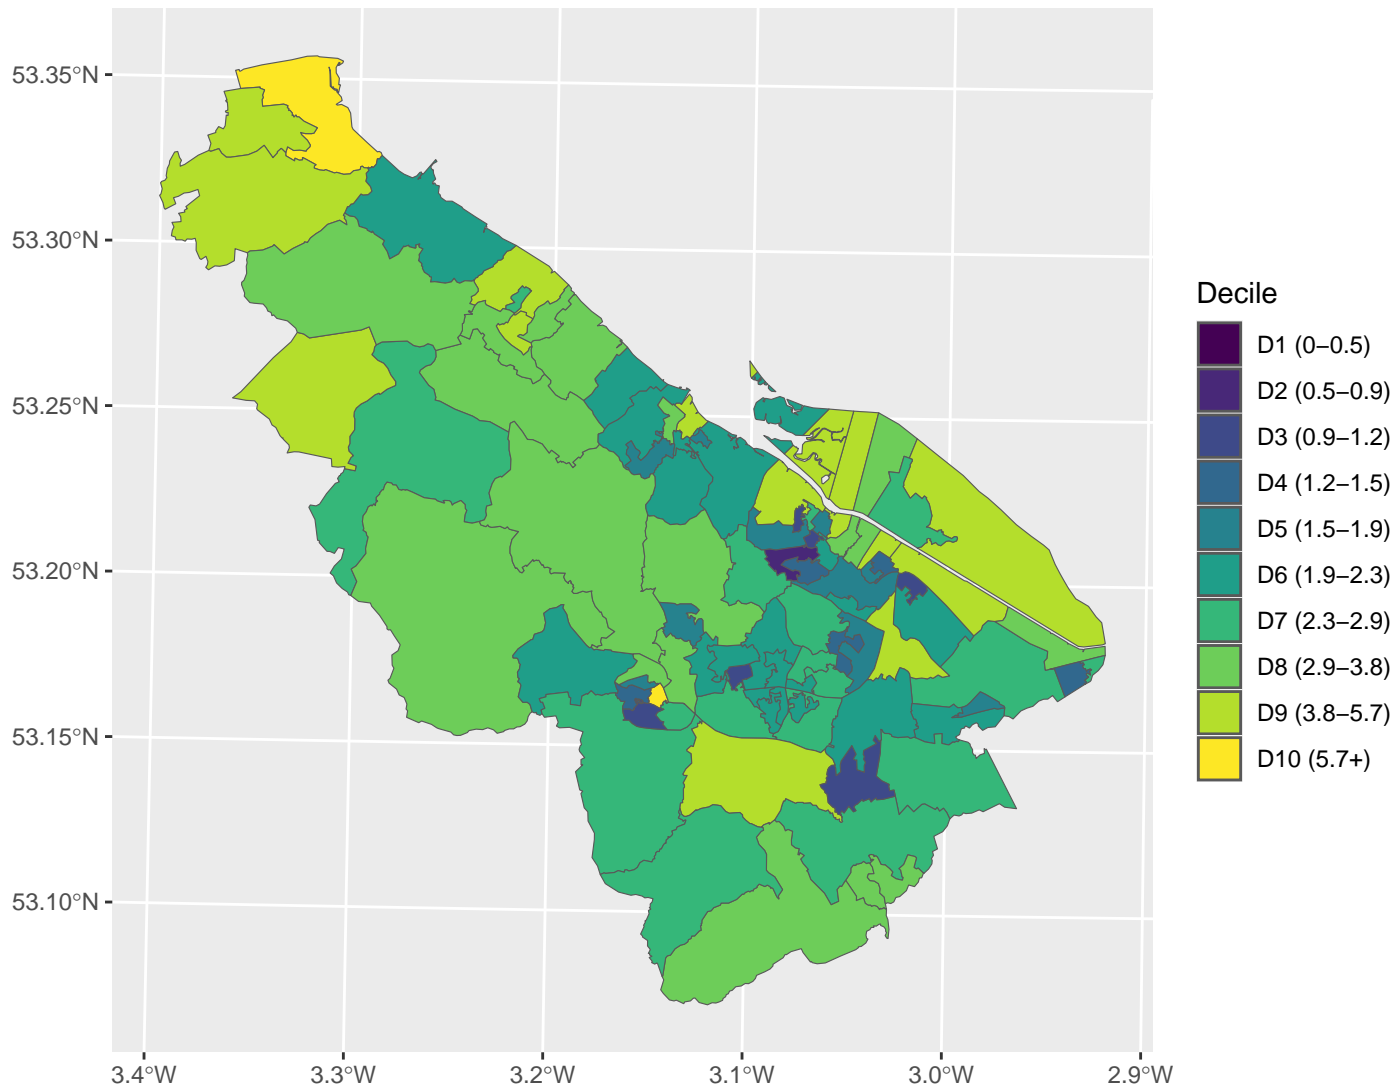 53.35°N
53.30°N
53.25°N
53.20°N
53.15°N
53.10°N
3.4°W
3.3°W
3.2°W
3.1°W
3.0°W
2.9°W
Decile
D1 (0−0.5)
D2 (0.5−0.9)
D3 (0.9−1.2)
D4 (1.2−1.5)
D5 (1.5−1.9)
D6 (1.9−2.3)
D7 (2.3−2.9)
D8 (2.9−3.8)
D9 (3.8−5.7)
D10 (5.7+)